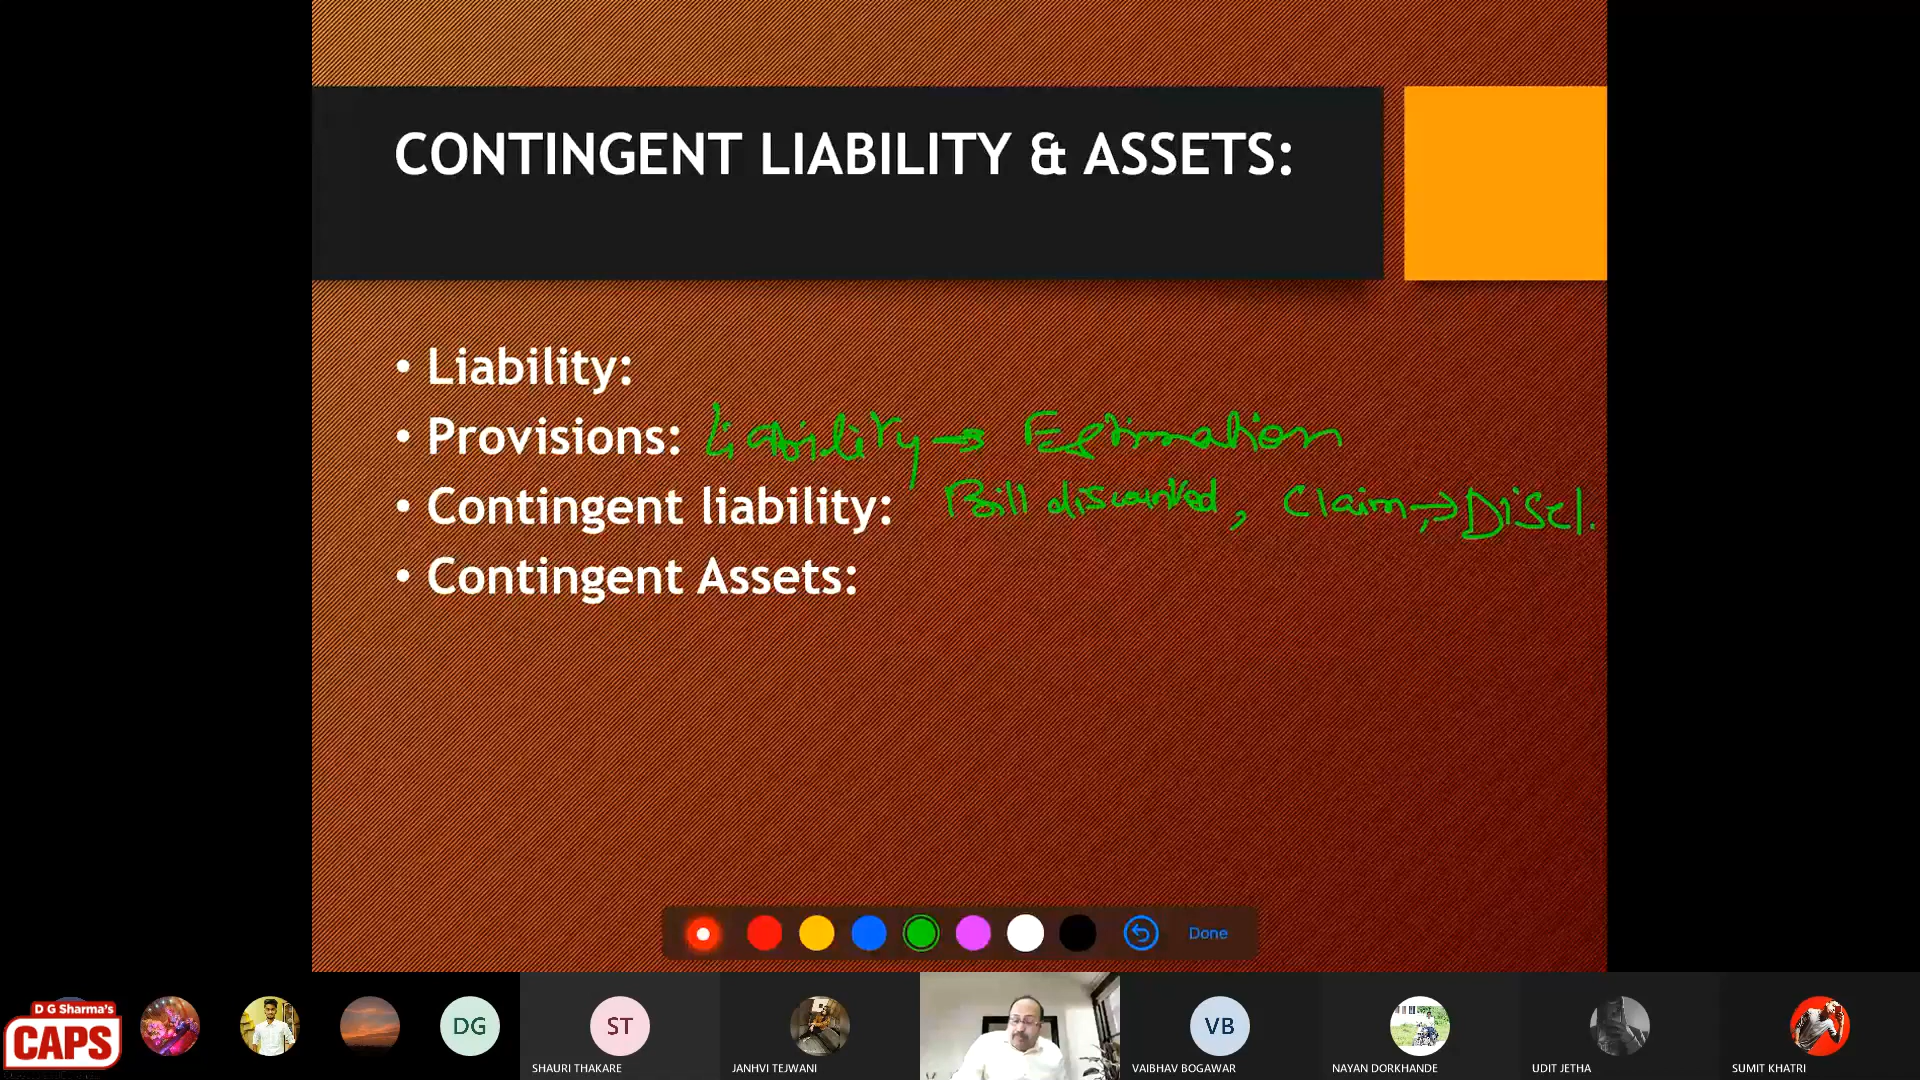 CONTINGENT LIABILITY & ASSETS:
• Liability:
• Provisions: Liability → Estimation
• Contingent liability: Bill discounted, Claim, → Discl.
• Contingent Assets:
Done
D G Sharma's
CAPS
DG
ST
VB
SHAURI THAKARE
JANHVI TEJWANI
VAIBHAV BOGAWAR
NAYAN DORKHANDE
UDIT JETHA
SUMIT KHATRI